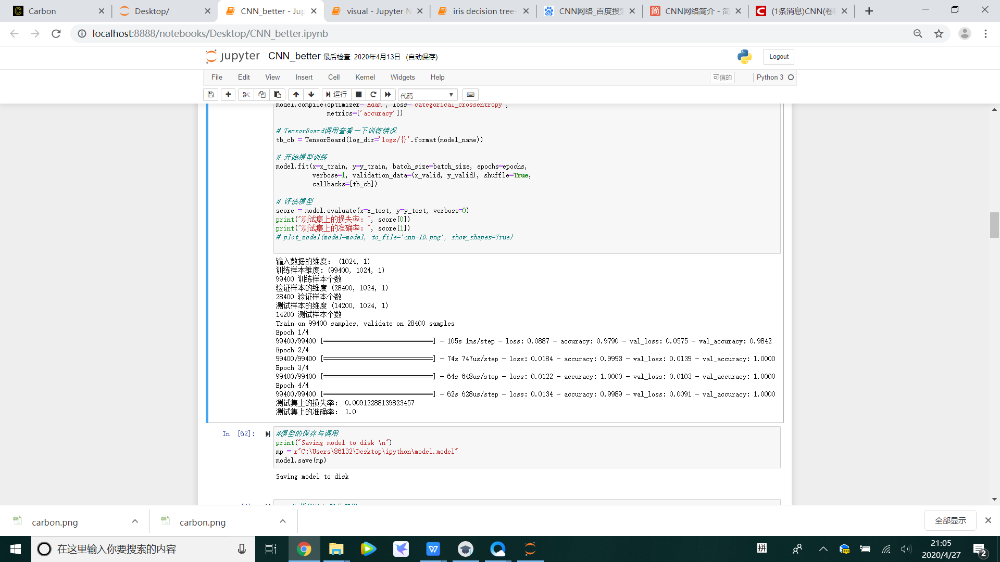 Carbon
Desktop/
CNN_better - Jup
visual - Jupyter N
iris decision tree-
CNN网络_百度搜索
CNN网络简介 - 简
(1条消息)CNN(卷积
localhost:8888/notebooks/Desktop/CNN_better.ipynb
jupyter CNN_better 最后检查: 2020年4月13日 (自动保存)
Logout
File Edit View Insert Cell Kernel Widgets Help
可信的
Python 3
运行
代码
model.compile(optimizer='Adam', loss='categorical_crossentropy',
metrics=['accuracy'])
# TensorBoard调用查看一下训练情况
tb_cb = TensorBoard(log_dir='logs/{}'.format(model_name))
# 开始模型训练
model.fit(x=x_train, y=y_train, batch_size=batch_size, epochs=epochs,
verbose=1, validation_data=(x_valid, y_valid), shuffle=True,
callbacks=[tb_cb])
# 评估模型
score = model.evaluate(x=x_test, y=y_test, verbose=0)
print("测试集上的损失率：", score[0])
print("测试集上的准确率：", score[1])
# plot_model(model=model, to_file='cnn-1D.png', show_shapes=True)
输入数据的维度： (1024, 1)
训练样本维度：(99400, 1024, 1)
99400 训练样本个数
验证样本的维度 (28400, 1024, 1)
28400 验证样本个数
测试样本的维度 (14200, 1024, 1)
14200 测试样本个数
Train on 99400 samples, validate on 28400 samples
Epoch 1/4
99400/99400 [==============================] - 105s 1ms/step - loss: 0.0887 - accuracy: 0.9790 - val_loss: 0.0575 - val_accuracy: 0.9842
Epoch 2/4
99400/99400 [==============================] - 74s 747us/step - loss: 0.0184 - accuracy: 0.9993 - val_loss: 0.0139 - val_accuracy: 1.0000
Epoch 3/4
99400/99400 [==============================] - 64s 648us/step - loss: 0.0122 - accuracy: 1.0000 - val_loss: 0.0103 - val_accuracy: 1.0000
Epoch 4/4
99400/99400 [==============================] - 62s 628us/step - loss: 0.0134 - accuracy: 0.9989 - val_loss: 0.0091 - val_accuracy: 1.0000
测试集上的损失率： 0.00912288139823457
测试集上的准确率： 1.0
In [62]:
#模型的保存与调用
print("Saving model to disk \n")
mp = r"C:\Users\86132\Desktop\ipython\model.model"
model.save(mp)
Saving model to disk
carbon.png
carbon.png
全部显示
在这里输入你要搜索的内容
拼
21:05
2020/4/27
2